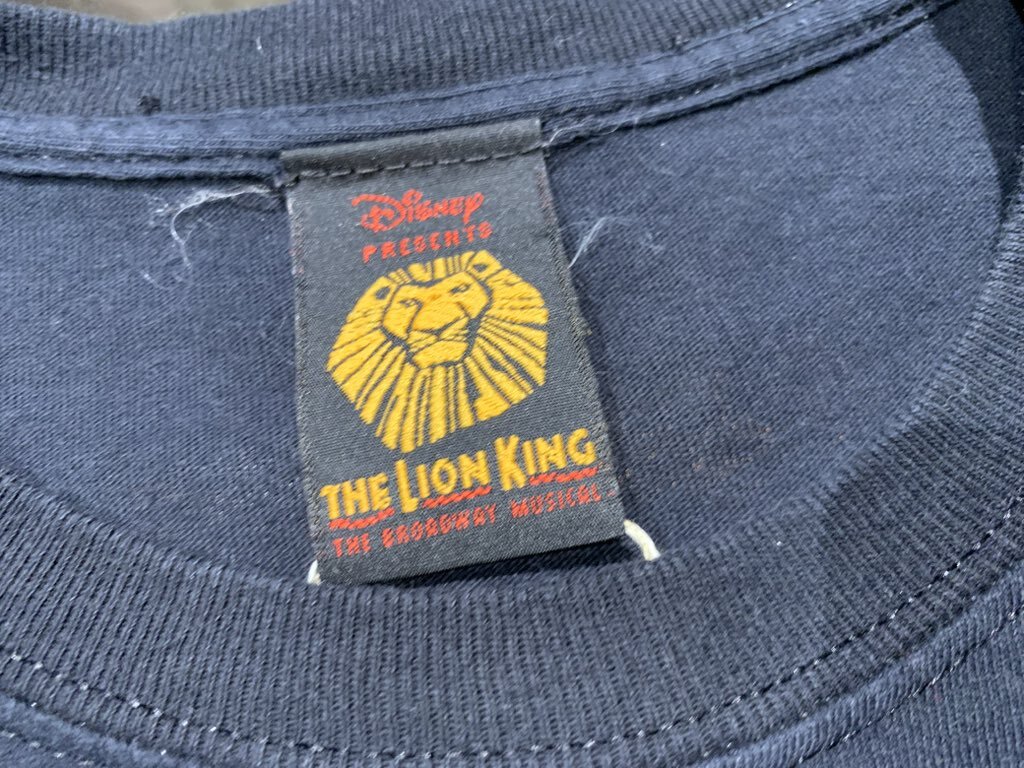 Disney
PRESENTS
THE LION KING
THE BROADWAY MUSICAL